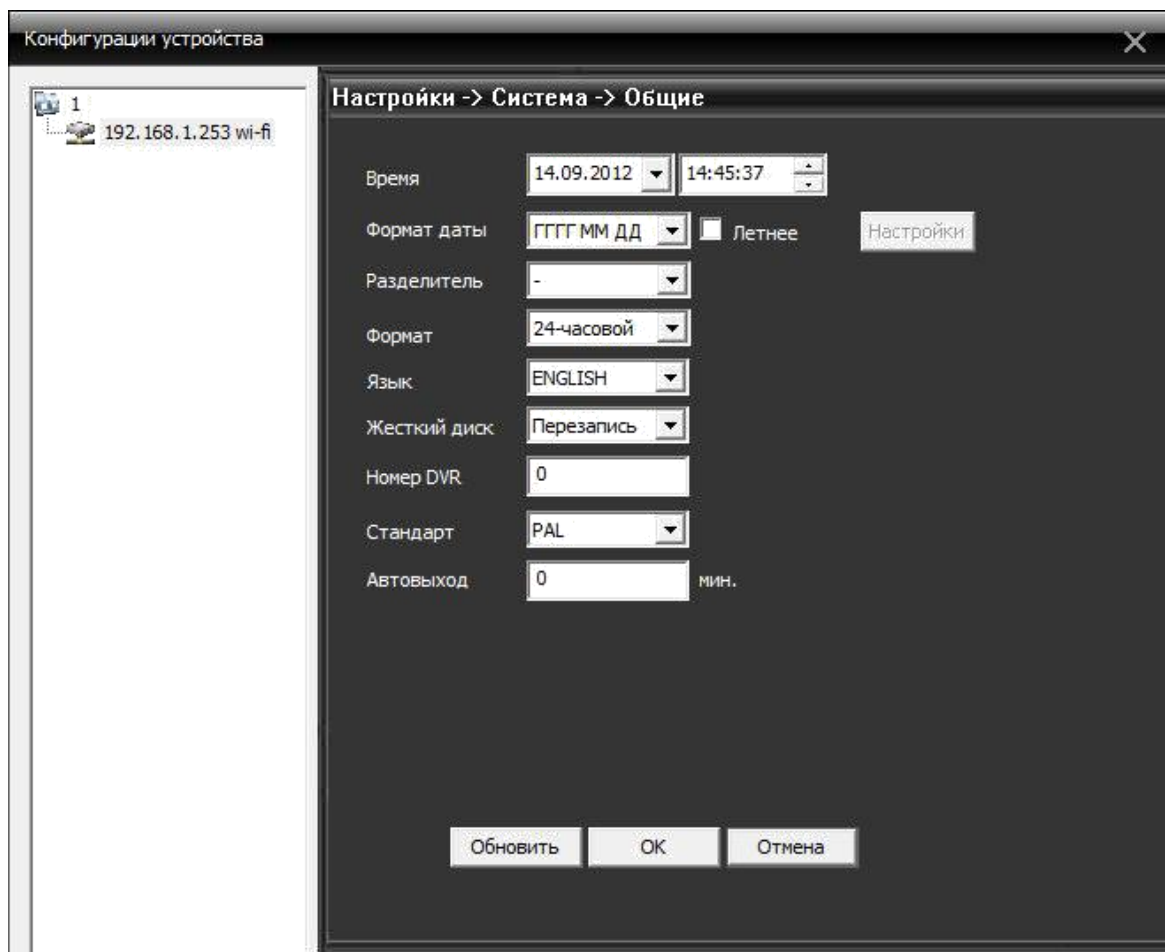 Конфигурации устройства
1
192.168.1.253 wi-fi
Настройки -> Система -> Общие
Время 14.09.2012 14:45:37
Формат даты ГГГГ ММ ДД Летнее Настройки
Разделитель -
Формат 24-часовой
Язык ENGLISH
Жесткий диск Перезапись
Номер DVR 0
Стандарт PAL
Автовыход 0 мин.
Обновить OK Отмена